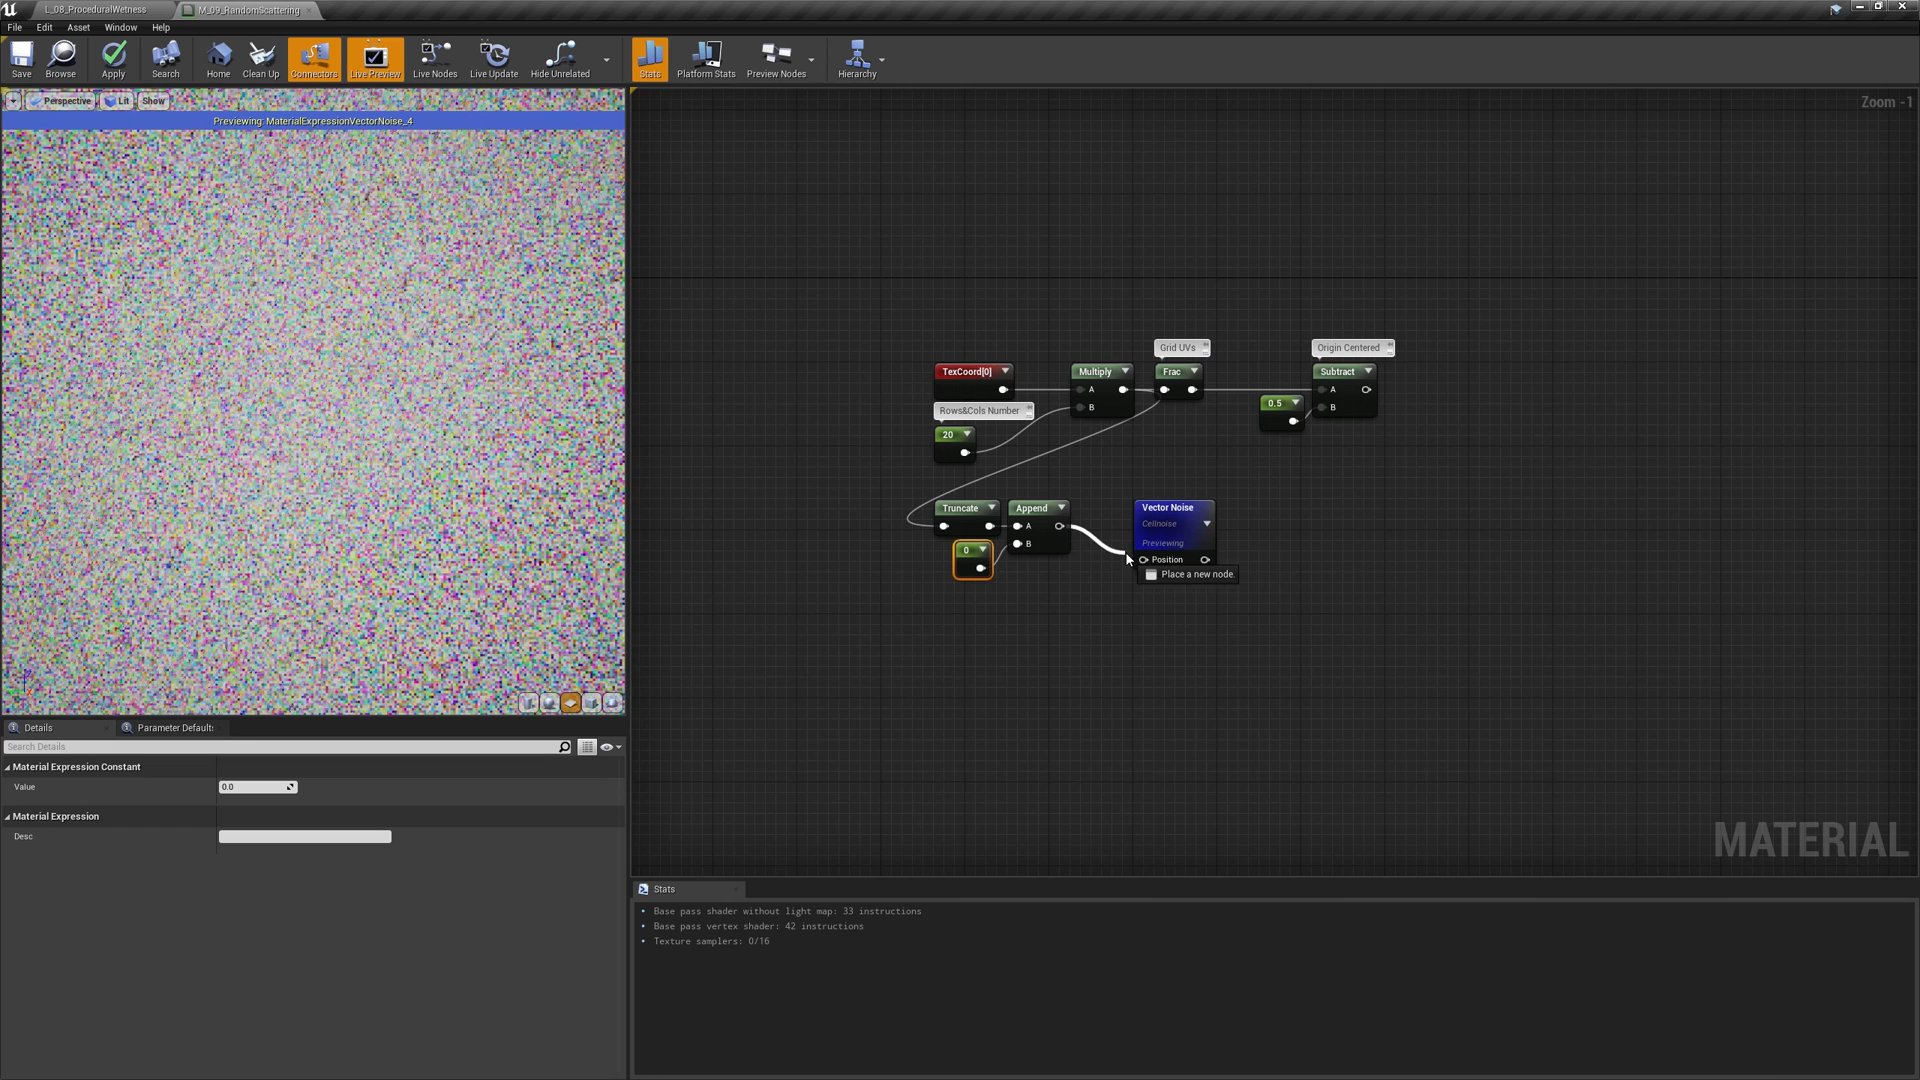 L_08_ProceduralWetness
M_09_RandomScattering
File Edit Asset Window Help
Save Browse Apply Search Home Clean Up Connectors Live Preview Live Nodes Live Update Hide Unrelated Stats Platform Stats Preview Nodes Hierarchy
Perspective Lit Show
Zoom -1
Previewing: MaterialExpressionVectorNoise_4
Grid UVs
Origin Centered
TexCoord[0]
Multiply
Frac
Subtract
A
A
B
B
0.5
Rows&Cols Number
20
Truncate
Append
Vector Noise
Cellnoise
Previewing
A
B
0
Position
Place a new node.
MATERIAL
Details
Parameter Defaults
Search Details
Material Expression Constant
Value 0.0
Material Expression
Desc
Stats
Base pass shader without light map: 33 instructions
Base pass vertex shader: 42 instructions
Texture samplers: 0/16